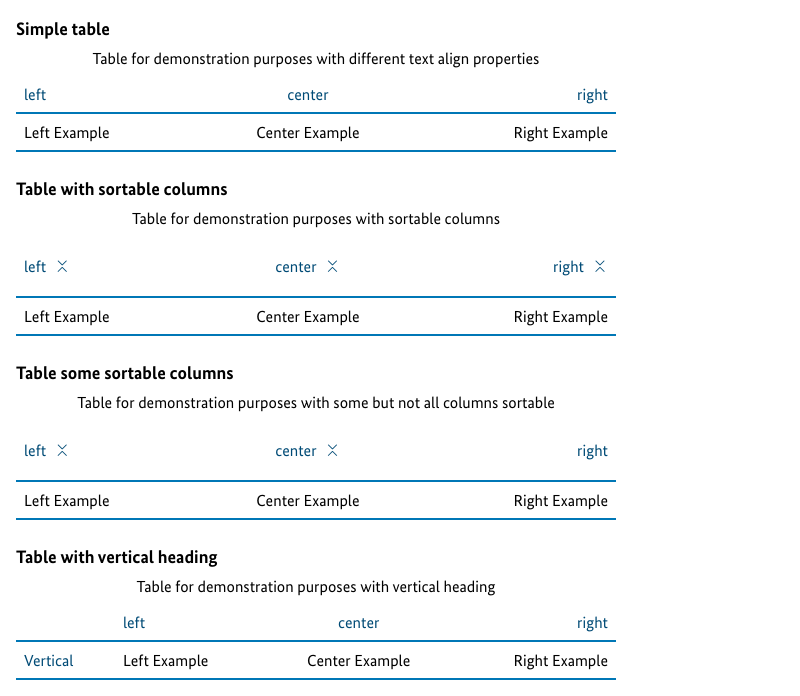 Simple table
Table for demonstration purposes with different text align properties
left center right
Left Example Center Example Right Example
Table with sortable columns
Table for demonstration purposes with sortable columns
left center right
Left Example Center Example Right Example
Table some sortable columns
Table for demonstration purposes with some but not all columns sortable
left center right
Left Example Center Example Right Example
Table with vertical heading
Table for demonstration purposes with vertical heading
left center right
Vertical Left Example Center Example Right Example